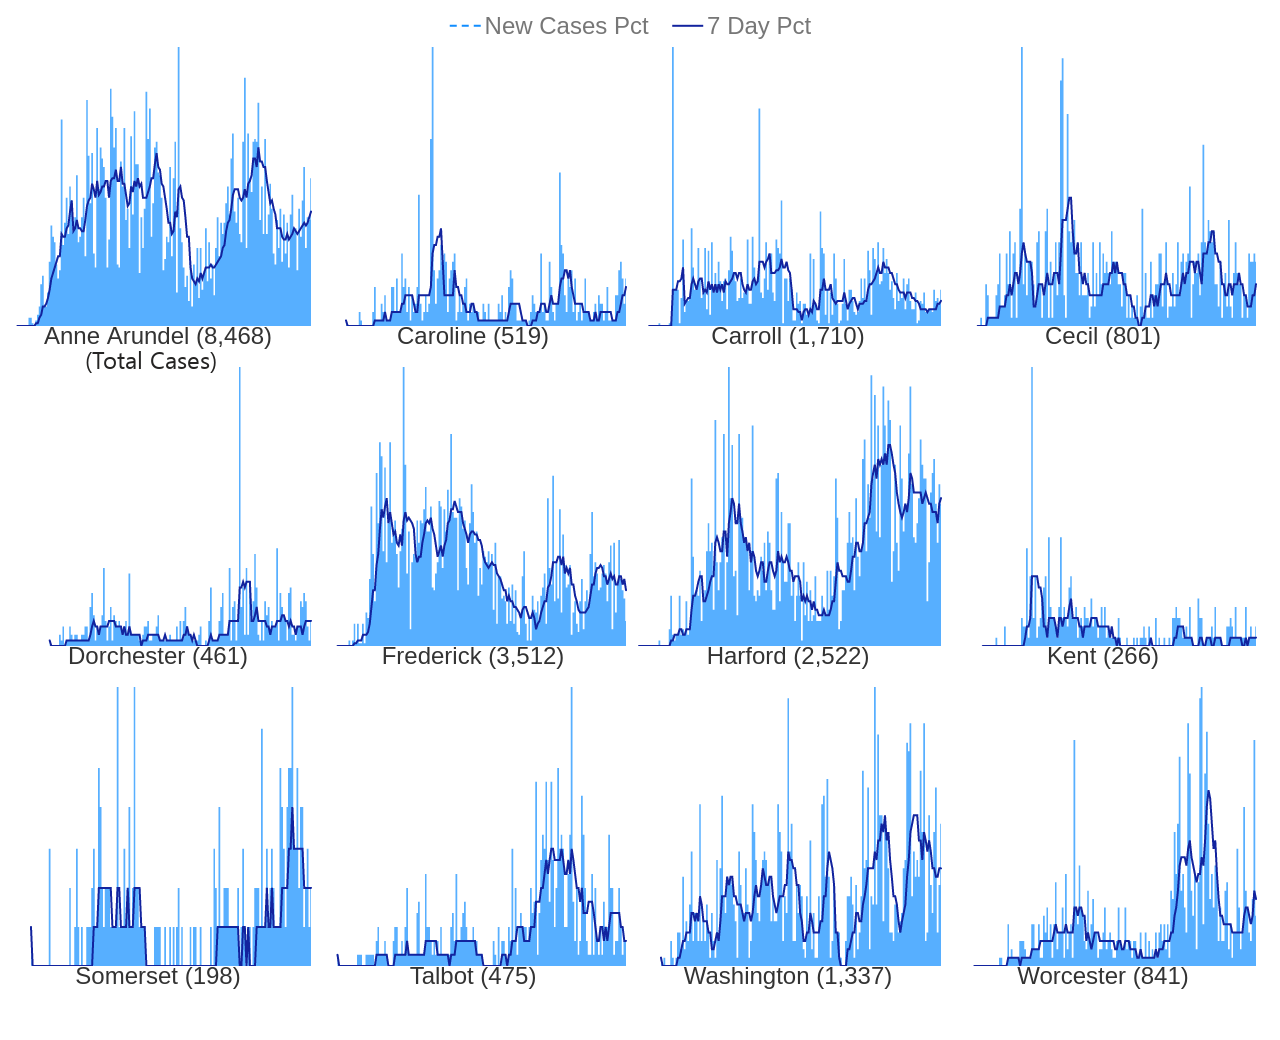 New Cases Pct 7 Day Pct
Anne Arundel (8,468) Caroline (519) Carroll (1,710) Cecil (801)
(Total Cases)
Dorchester (461) Frederick (3,512) Harford (2,522) Kent (266)
Somerset (198) Talbot (475) Washington (1,337) Worcester (841)